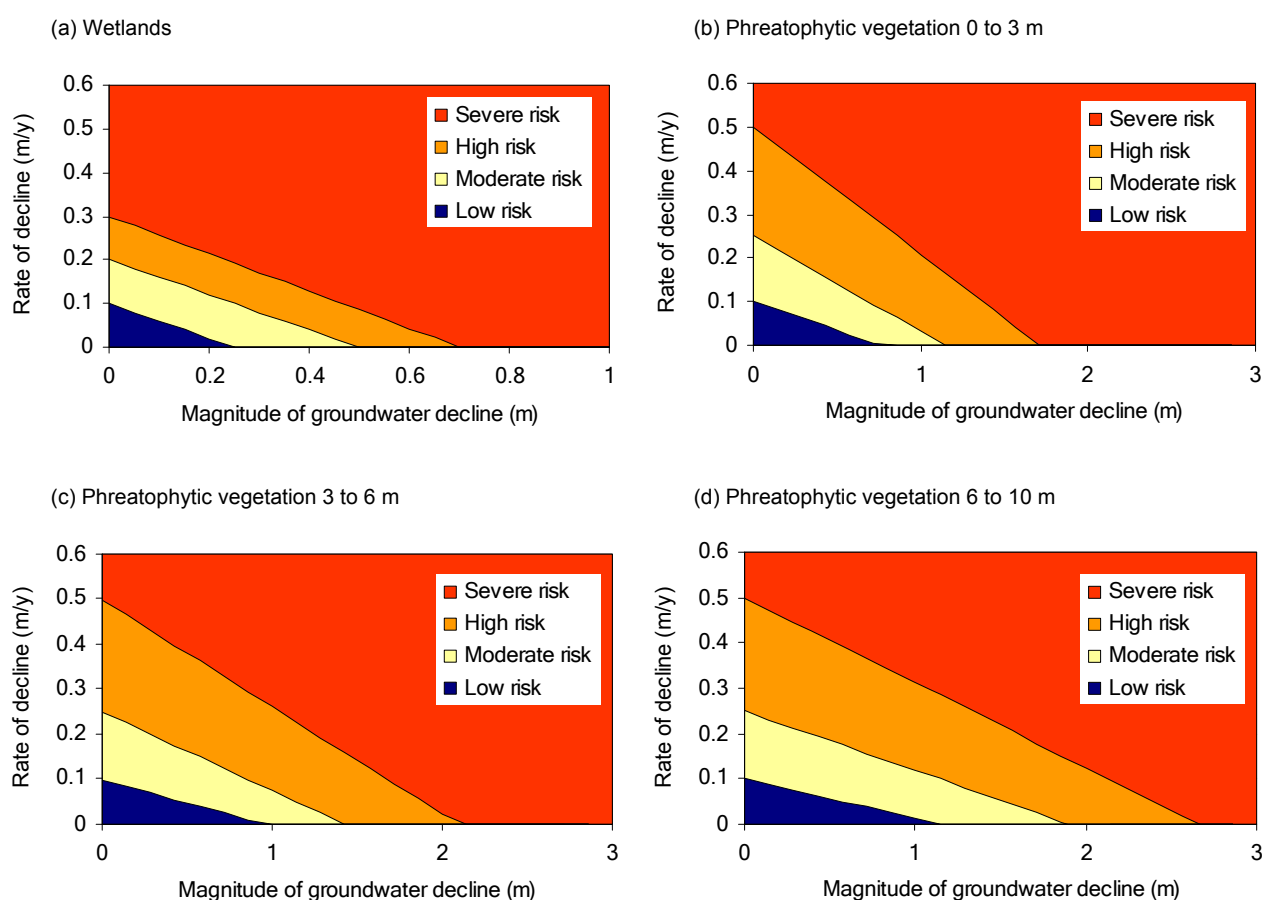 (a) Wetlands
0.6
0.5
0.4
0.3
0.2
0.1
0
Rate of decline (m/y)
Severe risk
High risk
Moderate risk
Low risk
0 0.2 0.4 0.6 0.8 1
Magnitude of groundwater decline (m)
(b) Phreatophytic vegetation 0 to 3 m
0.6
0.5
0.4
0.3
0.2
0.1
0
Rate of decline (m/y)
Severe risk
High risk
Moderate risk
Low risk
0 1 2 3
Magnitude of groundwater decline (m)
(c) Phreatophytic vegetation 3 to 6 m
0.6
0.5
0.4
0.3
0.2
0.1
0
Rate of decline (m/y)
Severe risk
High risk
Moderate risk
Low risk
0 1 2 3
Magnitude of groundwater decline (m)
(d) Phreatophytic vegetation 6 to 10 m
0.6
0.5
0.4
0.3
0.2
0.1
0
Rate of decline (m/y)
Severe risk
High risk
Moderate risk
Low risk
0 1 2 3
Magnitude of groundwater decline (m)